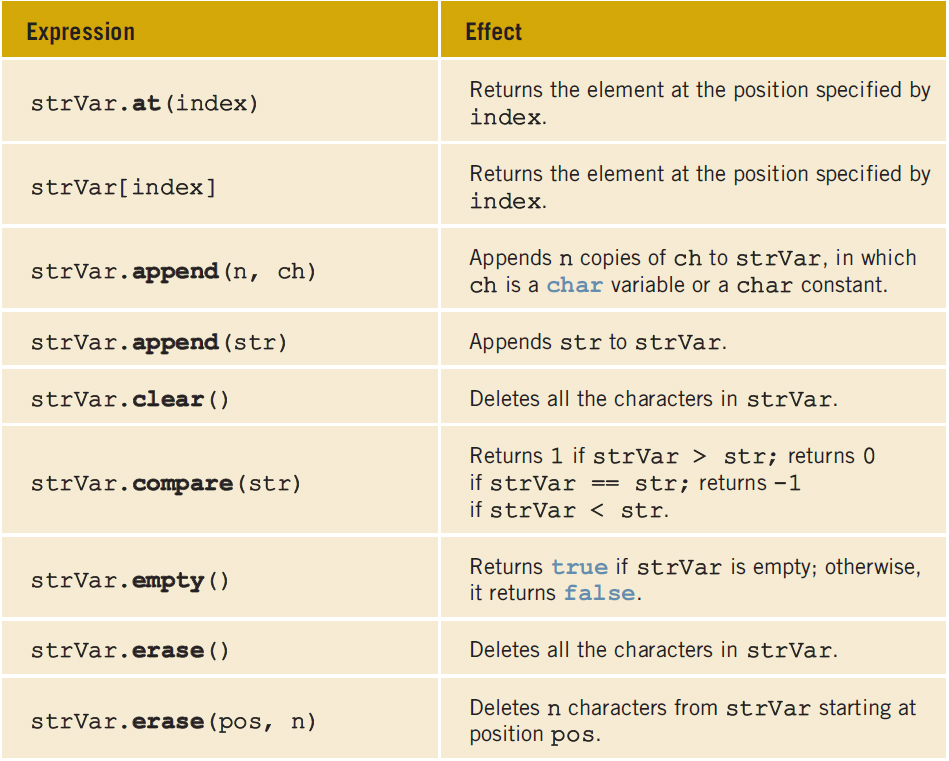 Expression Effect
strVar.at(index)
Returns the element at the position specified by
index.
strVar[index]
Returns the element at the position specified by
index.
strVar.append(n, ch)
Appends n copies of ch to strVar, in which
ch is a char variable or a char constant.
strVar.append(str)
Appends str to strVar.
strVar.clear()
Deletes all the characters in strVar.
strVar.compare(str)
Returns 1 if strVar > str; returns 0
if strVar == str; returns –1
if strVar < str.
strVar.empty()
Returns true if strVar is empty; otherwise,
it returns false.
strVar.erase()
Deletes all the characters in strVar.
strVar.erase(pos, n)
Deletes n characters from strVar starting at
position pos.